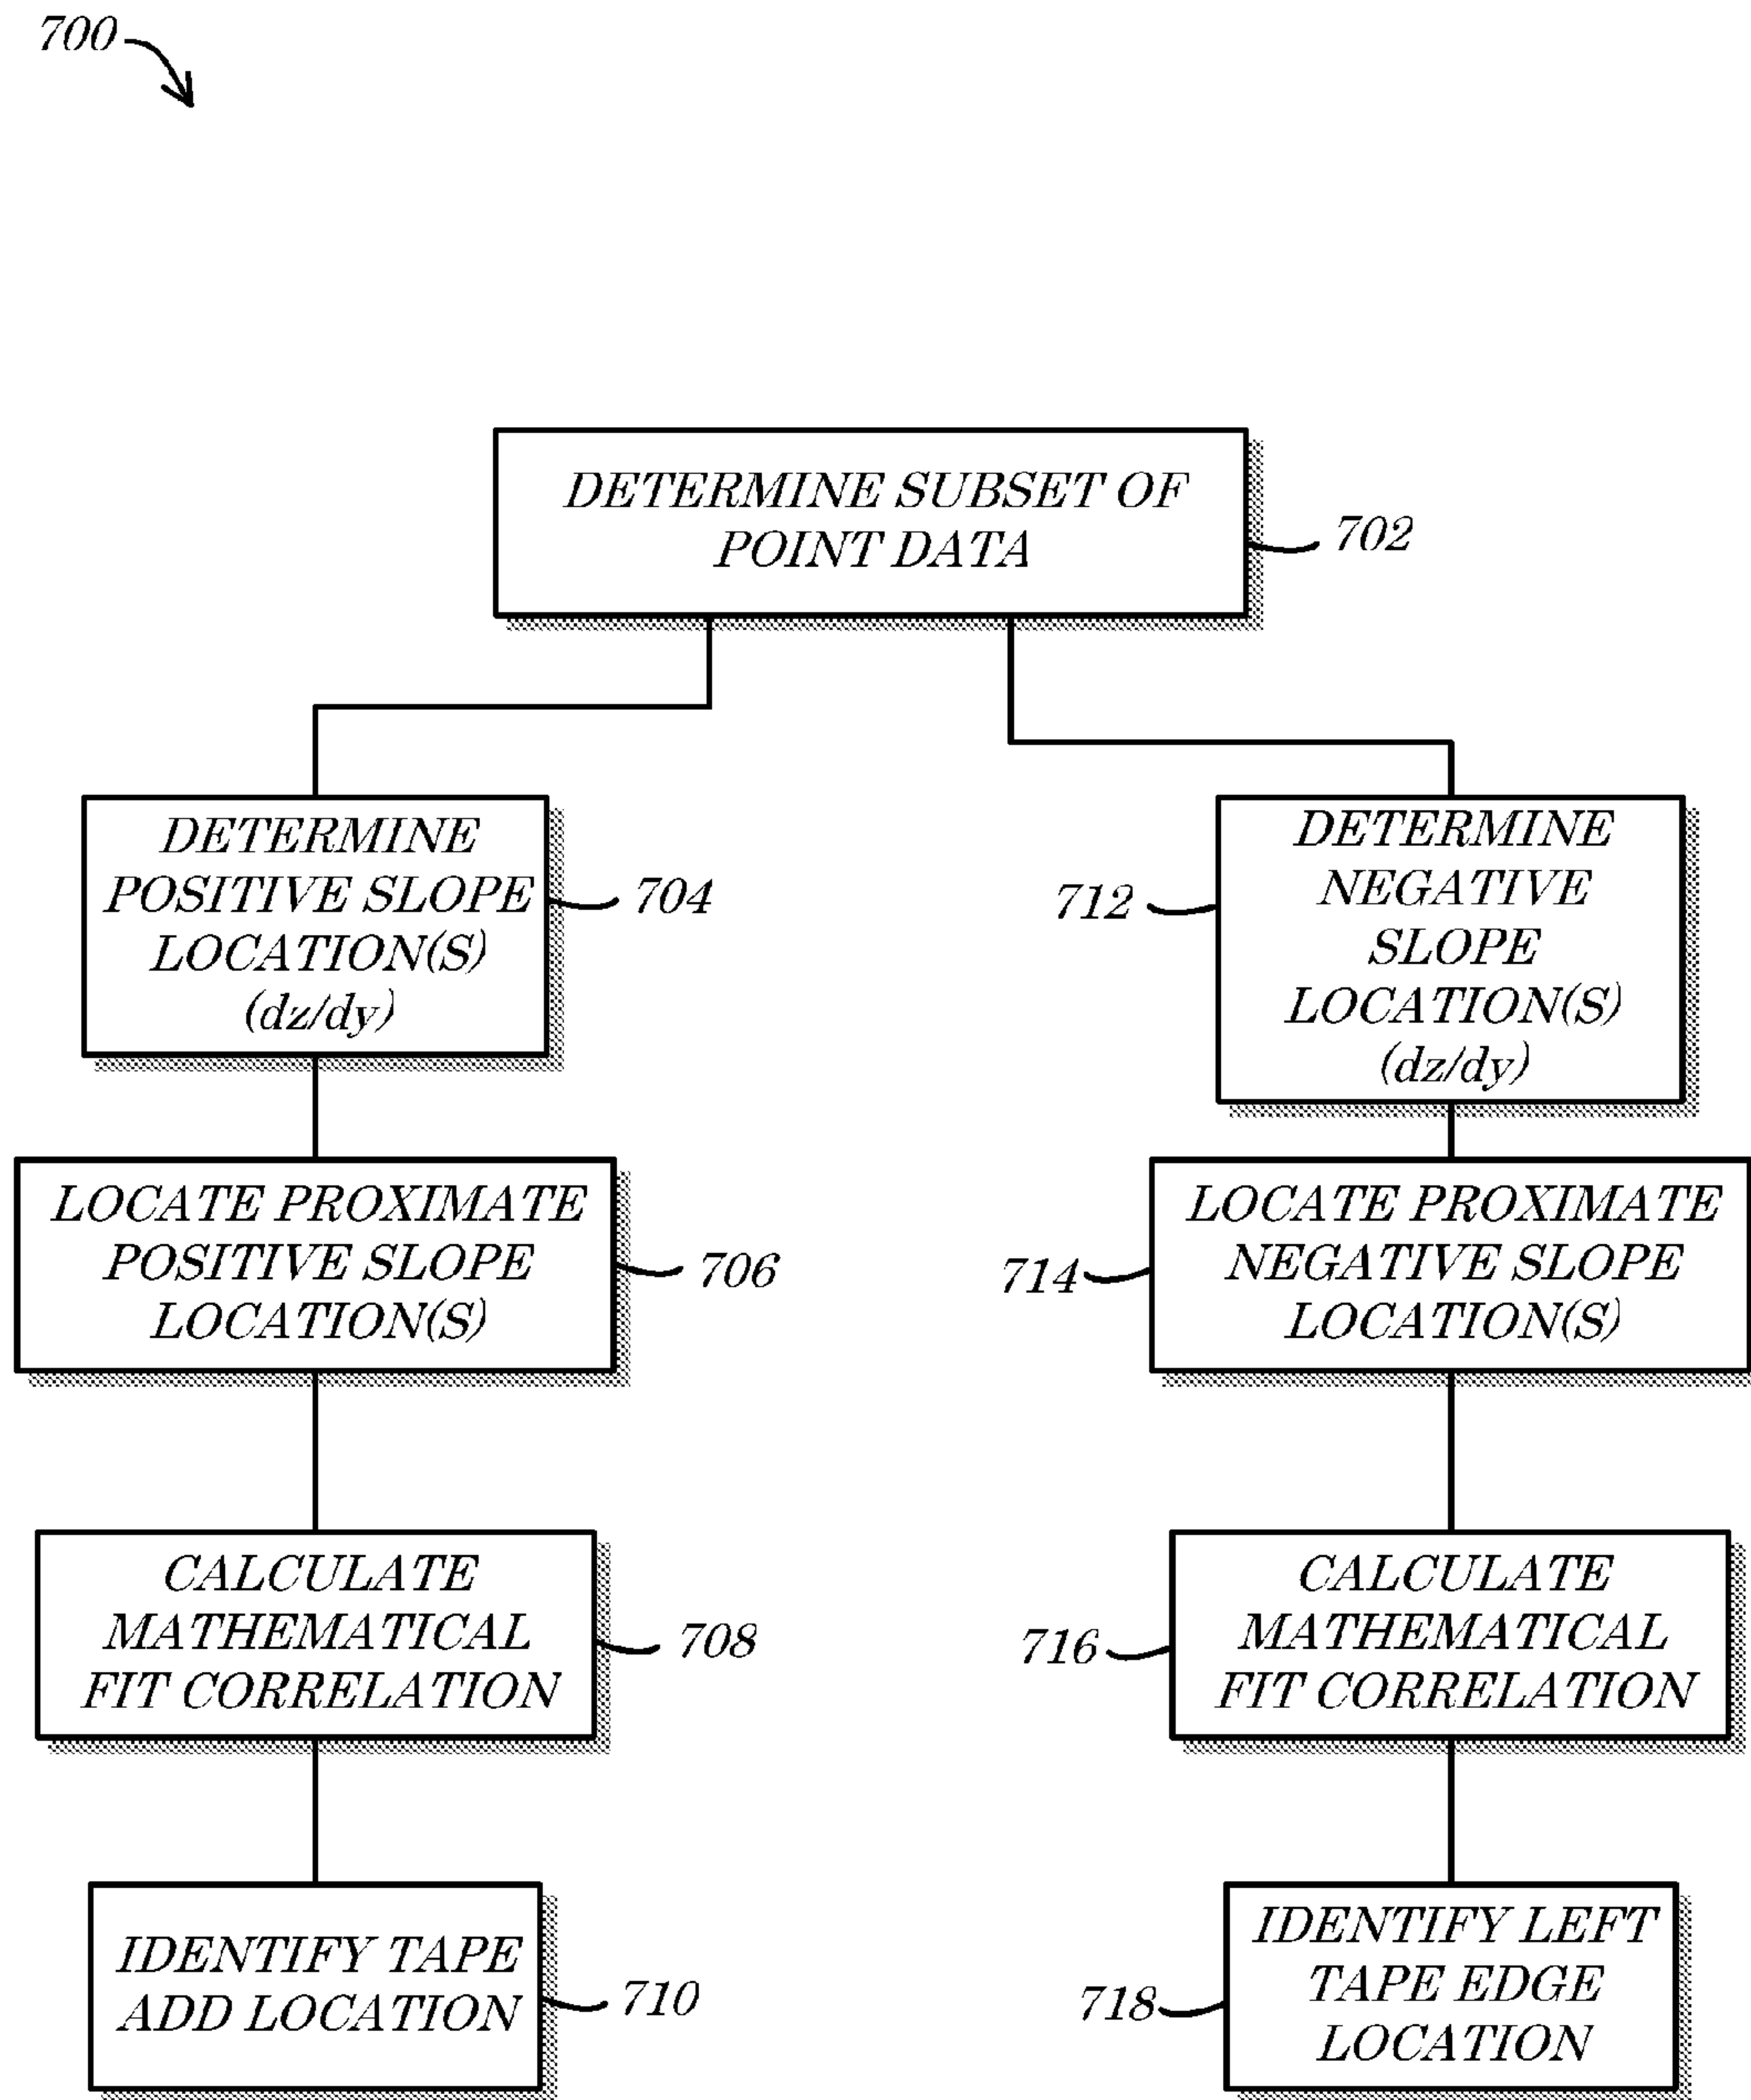 700
DETERMINE SUBSET OF
POINT DATA
702
DETERMINE
POSITIVE SLOPE
LOCATION(S)
(dz/dy)
704
LOCATE PROXIMATE
POSITIVE SLOPE
LOCATION(S)
706
CALCULATE
MATHEMATICAL
FIT CORRELATION
708
IDENTIFY TAPE
ADD LOCATION
710
DETERMINE
NEGATIVE
SLOPE
LOCATION(S)
(dz/dy)
712
LOCATE PROXIMATE
NEGATIVE SLOPE
LOCATION(S)
714
CALCULATE
MATHEMATICAL
FIT CORRELATION
716
IDENTIFY LEFT
TAPE EDGE
LOCATION
718